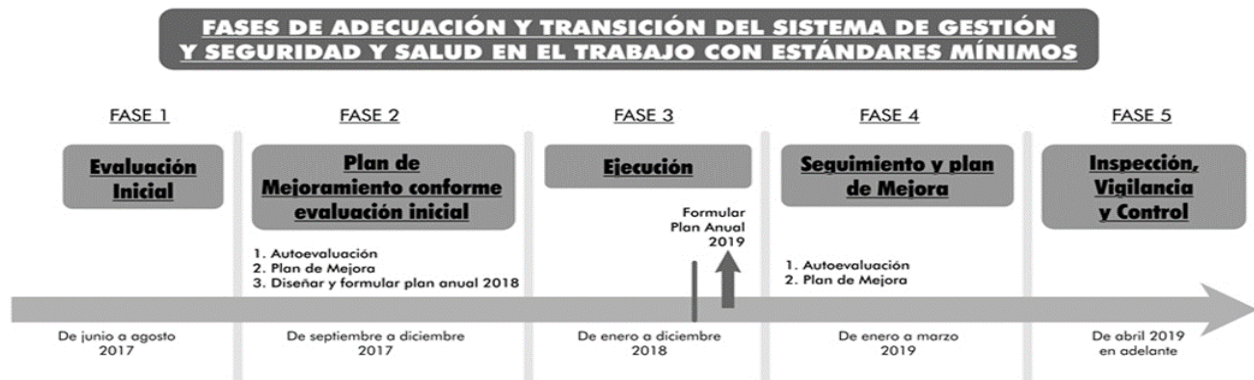 FASES DE ADECUACIÓN Y TRANSICIÓN DEL SISTEMA DE GESTIÓN
Y SEGURIDAD Y SALUD EN EL TRABAJO CON ESTÁNDARES MÍNIMOS
FASE 1
Evaluación
Inicial
De junio a agosto
2017
FASE 2
Plan de
Mejoramiento conforme
evaluación inicial
1. Autoevaluación
2. Plan de Mejora
3. Diseñar y formular plan anual 2018
De septiembre a diciembre
2017
FASE 3
Ejecución
Formular
Plan Anual
2019
De enero a diciembre
2018
FASE 4
Seguimiento y plan
de Mejora
1. Autoevaluación
2. Plan de Mejora
De enero a marzo
2019
FASE 5
Inspección,
Vigilancia
y Control
De abril 2019
en adelante